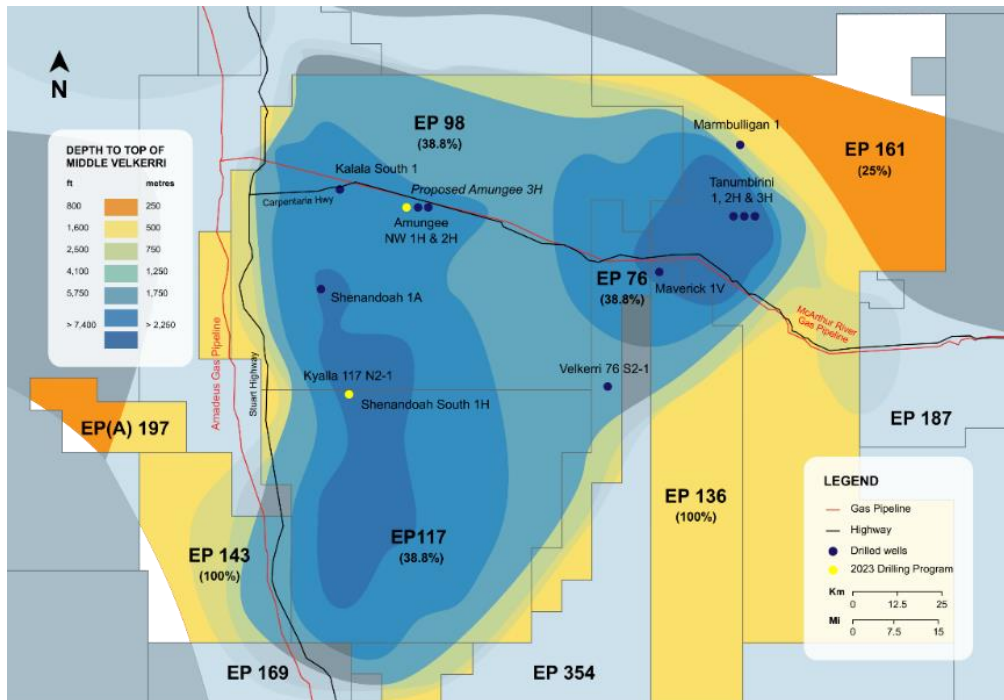 N
DEPTH TO TOP OF
MIDDLE VELKERRI
ft metres
800 250
1,600 500
2,500 750
4,100 1,250
5,750 1,750
> 7,400 > 2,250
EP 98
(38.8%)
Marmbulligan 1
EP 161
(25%)
Kalala South 1
Proposed Amungee 3H
Carpentaria Hwy
Amungee
NW 1H & 2H
Tanumbirini
1, 2H & 3H
EP 76
(38.8%)
Maverick 1V
Shenandoah 1A
McArthur River
Gas Pipeline
Amadeus Gas Pipeline
Stuart Highway
Kyalla 117 N2-1
Shenandoah South 1H
Velkerri 76 S2-1
EP(A) 197
EP 187
EP 136
(100%)
EP117
(38.8%)
EP 143
(100%)
EP 169
EP 354
LEGEND
Gas Pipeline
Highway
Drilled wells
2023 Drilling Program
Km
0 12.5 25
Mi
0 7.5 15